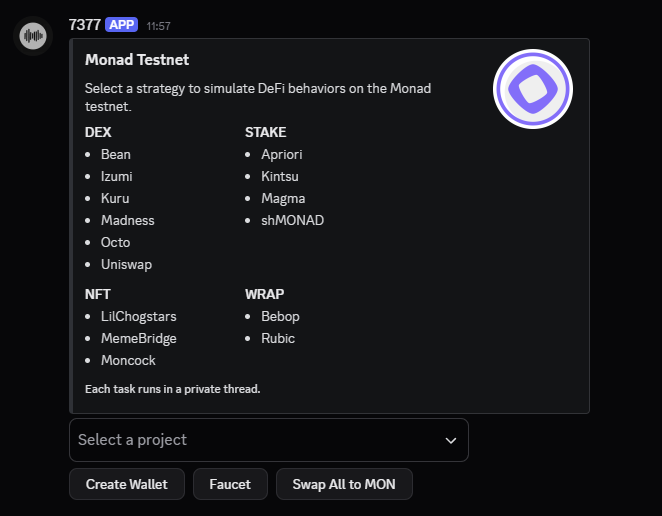 7377 APP 11:57
Monad Testnet
Select a strategy to simulate DeFi behaviors on the Monad
testnet.
DEX
• Bean
• Izumi
• Kuru
• Madness
• Octo
• Uniswap
STAKE
• Apriori
• Kintsu
• Magma
• shMONAD
NFT
• LilChogstars
• MemeBridge
• Moncock
WRAP
• Bebop
• Rubic
Each task runs in a private thread.
Select a project
Create Wallet
Faucet
Swap All to MON